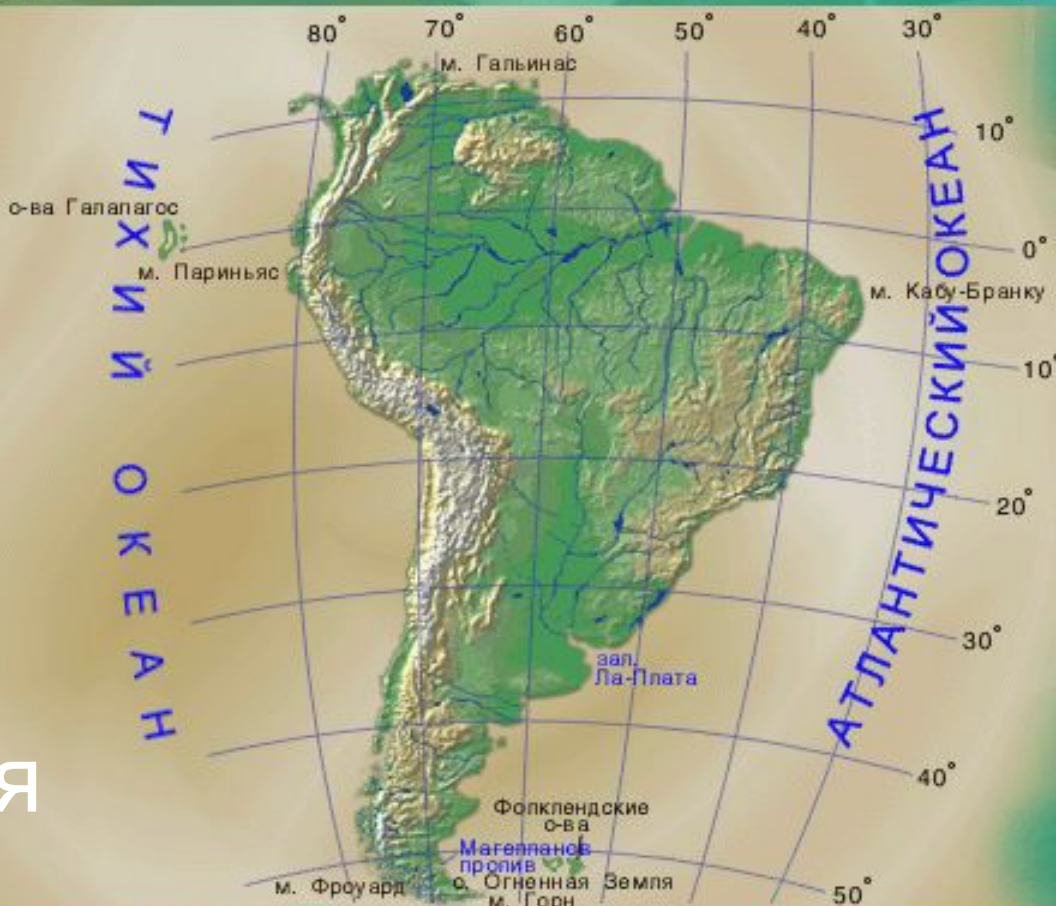 80° 70° 60° 50° 40° 30°
м. Гальинас
10°
ТИХИЙ ОКЕАН
АТЛАНТИЧЕСКИЙ ОКЕАН
о-ва Галапагос
0°
м. Париньяс
м. Кабу-Бранку
10°
20°
30°
зал.
Ла-Плата
40°
я
Фолклендские
о-ва
Магелланов
пролив
м. Фроуард
о. Огненная Земля
50°
м. Горн